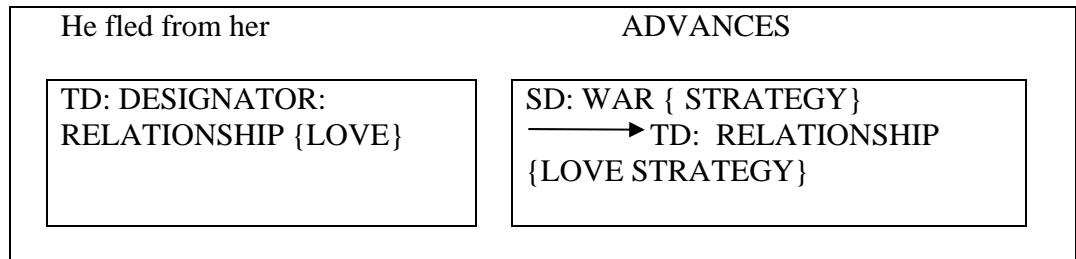 He fled from her ADVANCES
TD: DESIGNATOR:
RELATIONSHIP {LOVE}
SD: WAR { STRATEGY}
TD: RELATIONSHIP
{LOVE STRATEGY}